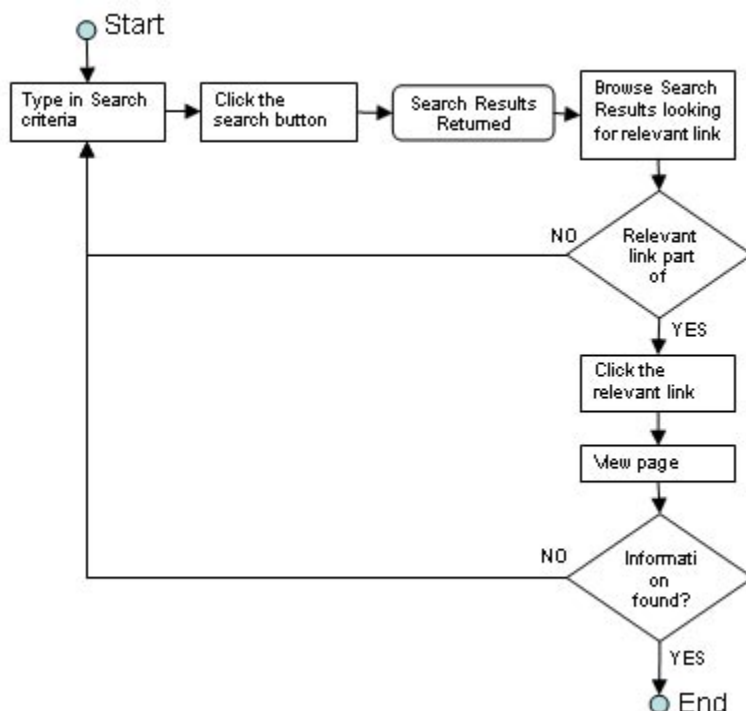 Start
Type in Search
criteria
Click the
search button
Search Results
Returned
Browse Search
Results looking
for relevant link
NO
Relevant
link part
of
YES
Click the
relevant link
View page
NO
Informati
on
found?
YES
End